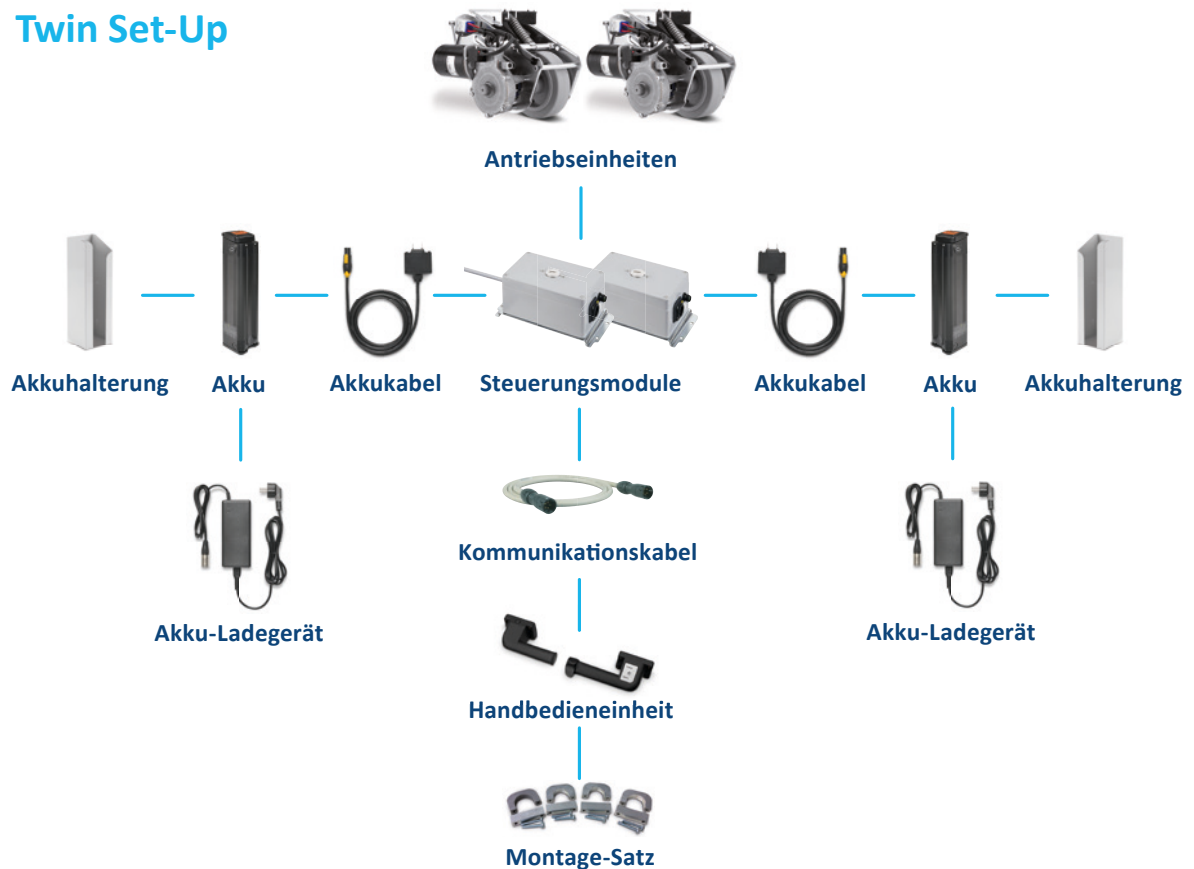 Twin Set-Up
Antriebseinheiten
Akkuhalterung
Akku
Akkukabel
Steuerungsmodule
Akkukabel
Akku
Akkuhalterung
Kommunikationskabel
Akku-Ladegerät
Akku-Ladegerät
Handbedieneinheit
Montage-Satz